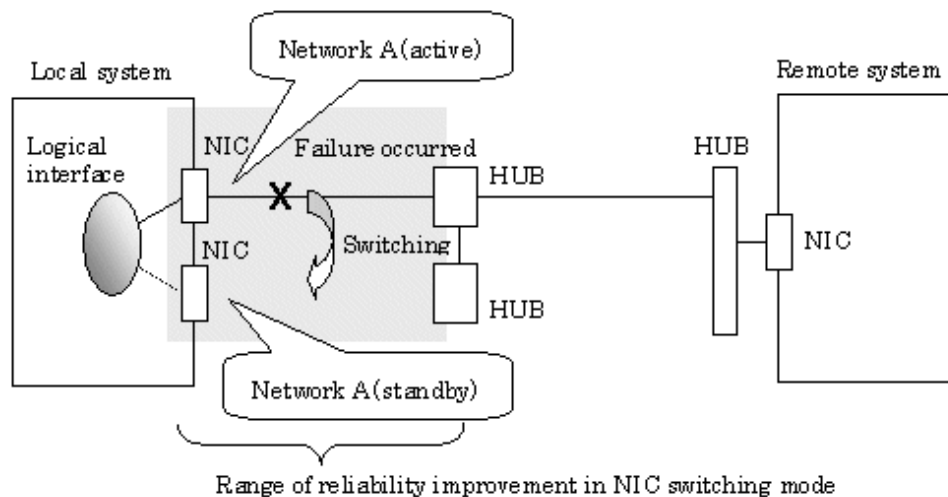 Network A(active)
Local system
Remote system
Logical
interface
NIC
Failure occurred
HUB
HUB
NIC
Switching
NIC
HUB
Network A(standby)
Range of reliability improvement in NIC switching mode